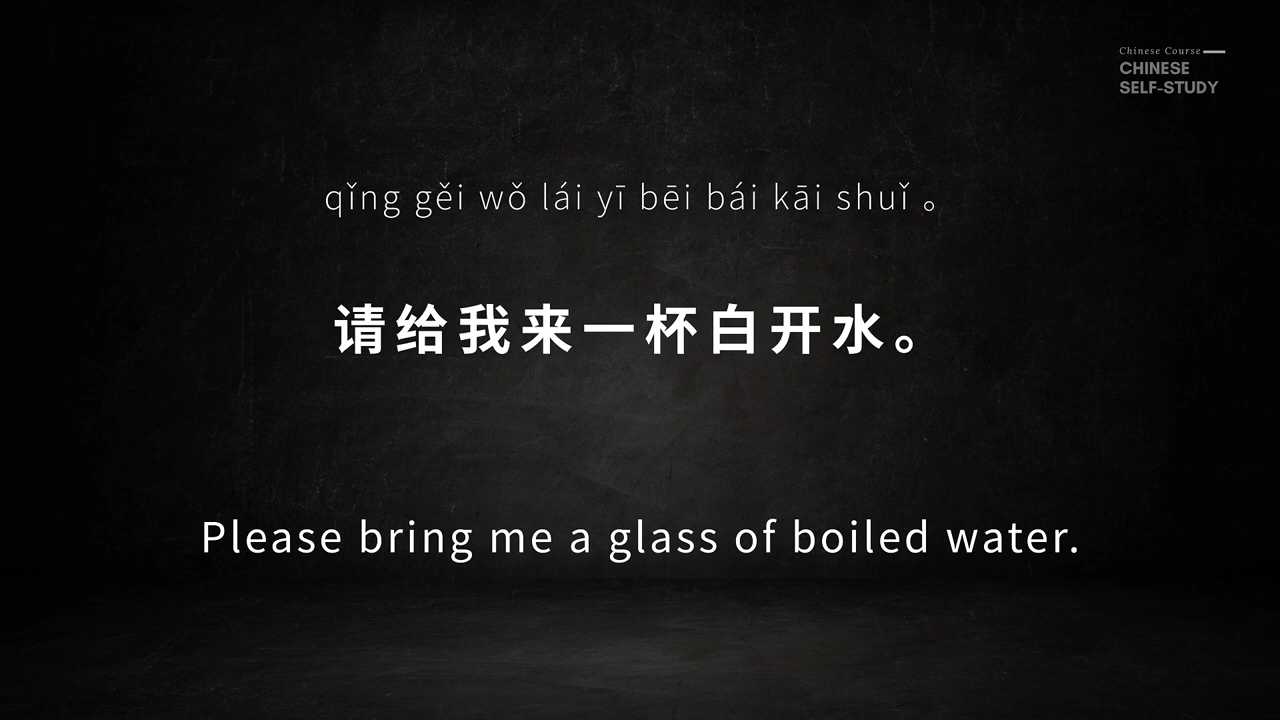 Chinese Course
CHINESE
SELF-STUDY
qǐng gěi wǒ lái yī bēi bái kāi shuǐ 。
请给我来一杯白开水。
Please bring me a glass of boiled water.